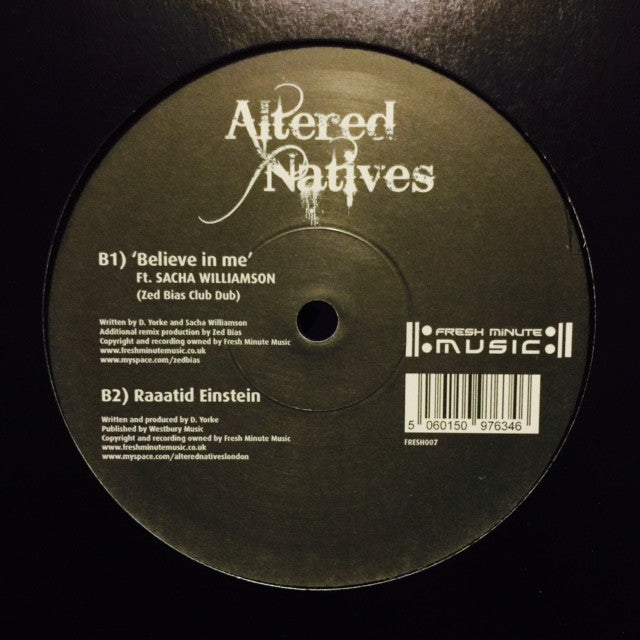 Altered
Natives
B1) 'Believe in me'
Ft. SACHA WILLIAMSON
(Zed Bias Club Dub)
Written by D. Yorke and Sacha Williamson
Additional remix production by Zed Bias
Copyright and recording owned by Fresh Minute Music
www.freshminutemusic.co.uk
www.myspace.com/zedbias
B2) Raaatid Einstein
Written and produced by D. Yorke
Published by Westbury Music
Copyright and recording owned by Fresh Minute Music
www.freshminutemusic.co.uk
www.myspace.com/alterednativeslondon
FRESH MINUTE
MUSIC
5 060150 976346
FRESH007